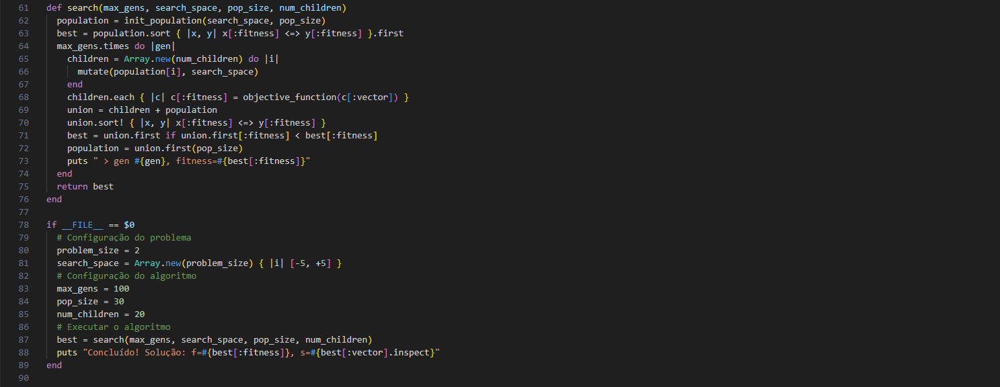 61 def search(max_gens, search_space, pop_size, num_children)
62   population = init_population(search_space, pop_size)
63   best = population.sort { |x, y| x[:fitness] <=> y[:fitness] }.first
64   max_gens.times do |gen|
65     children = Array.new(num_children) do |i|
66       mutate(population[i], search_space)
67     end
68     children.each { |c| c[:fitness] = objective_function(c[:vector]) }
69     union = children + population
70     union.sort! { |x, y| x[:fitness] <=> y[:fitness] }
71     best = union.first if union.first[:fitness] < best[:fitness]
72     population = union.first(pop_size)
73     puts " > gen #{gen}, fitness=#{best[:fitness]}"
74   end
75   return best
76 end
77
78 if __FILE__ == $0
79   # Configuração do problema
80   problem_size = 2
81   search_space = Array.new(problem_size) { |i| [-5, +5] }
82   # Configuração do algoritmo
83   max_gens = 100
84   pop_size = 30
85   num_children = 20
86   # Executar o algoritmo
87   best = search(max_gens, search_space, pop_size, num_children)
88   puts "Concluído! Solução: f=#{best[:fitness]}, s=#{best[:vector].inspect}"
89 end
90